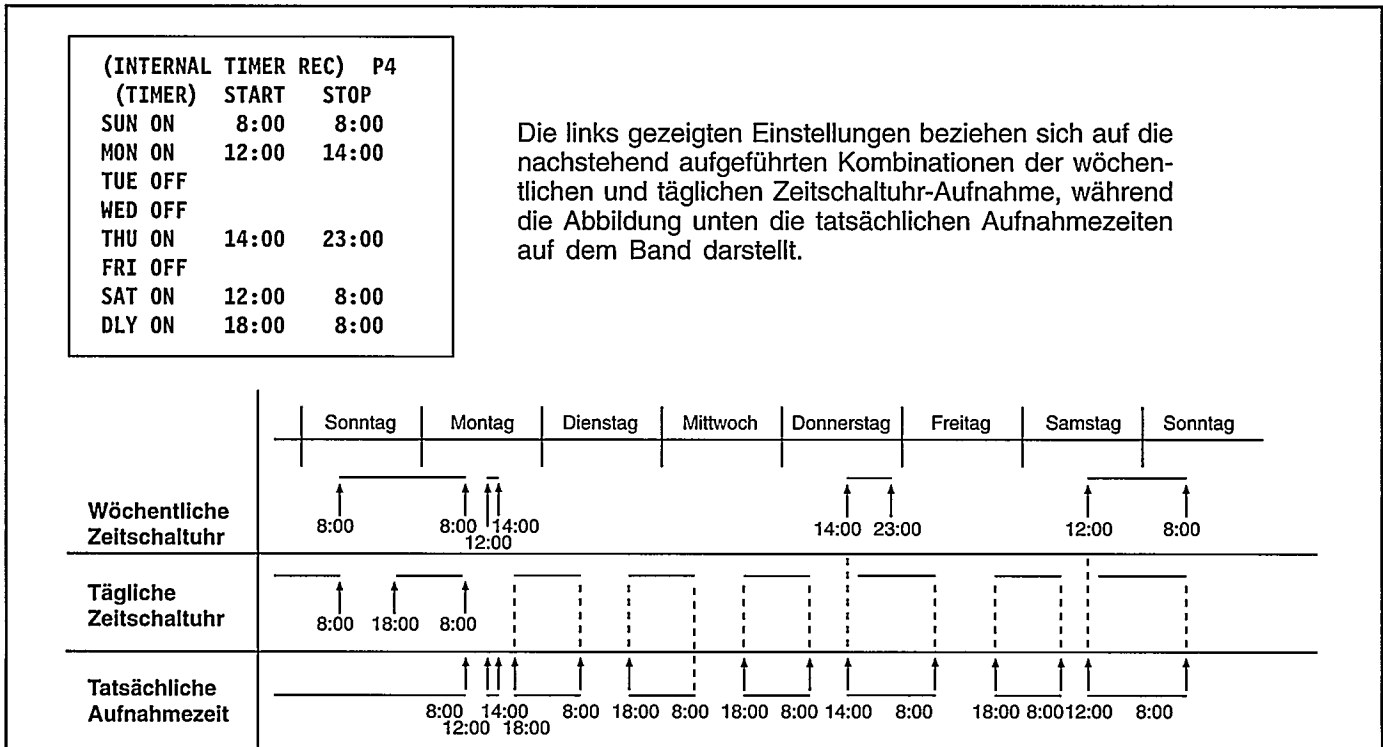 (INTERNAL TIMER REC) P4
(TIMER) START STOP
SUN ON 8:00 8:00
MON ON 12:00 14:00
TUE OFF
WED OFF
THU ON 14:00 23:00
FRI OFF
SAT ON 12:00 8:00
DLY ON 18:00 8:00
Die links gezeigten Einstellungen beziehen sich auf die
nachstehend aufgeführten Kombinationen der wöchen-
tlichen und täglichen Zeitschaltuhr-Aufnahme, während
die Abbildung unten die tatsächlichen Aufnahmezeiten
auf dem Band darstellt.
Sonntag Montag Dienstag Mittwoch Donnerstag Freitag Samstag Sonntag
Wöchentliche
Zeitschaltuhr
8:00 8:00 14:00 14:00 23:00 12:00 8:00
12:00
Tägliche
Zeitschaltuhr
8:00 18:00 8:00
Tatsächliche
Aufnahmezeit
8:00 14:00 8:00 18:00 8:00 18:00 8:00 14:00 8:00 18:00 8:00 12:00 8:00
12:00 18:00